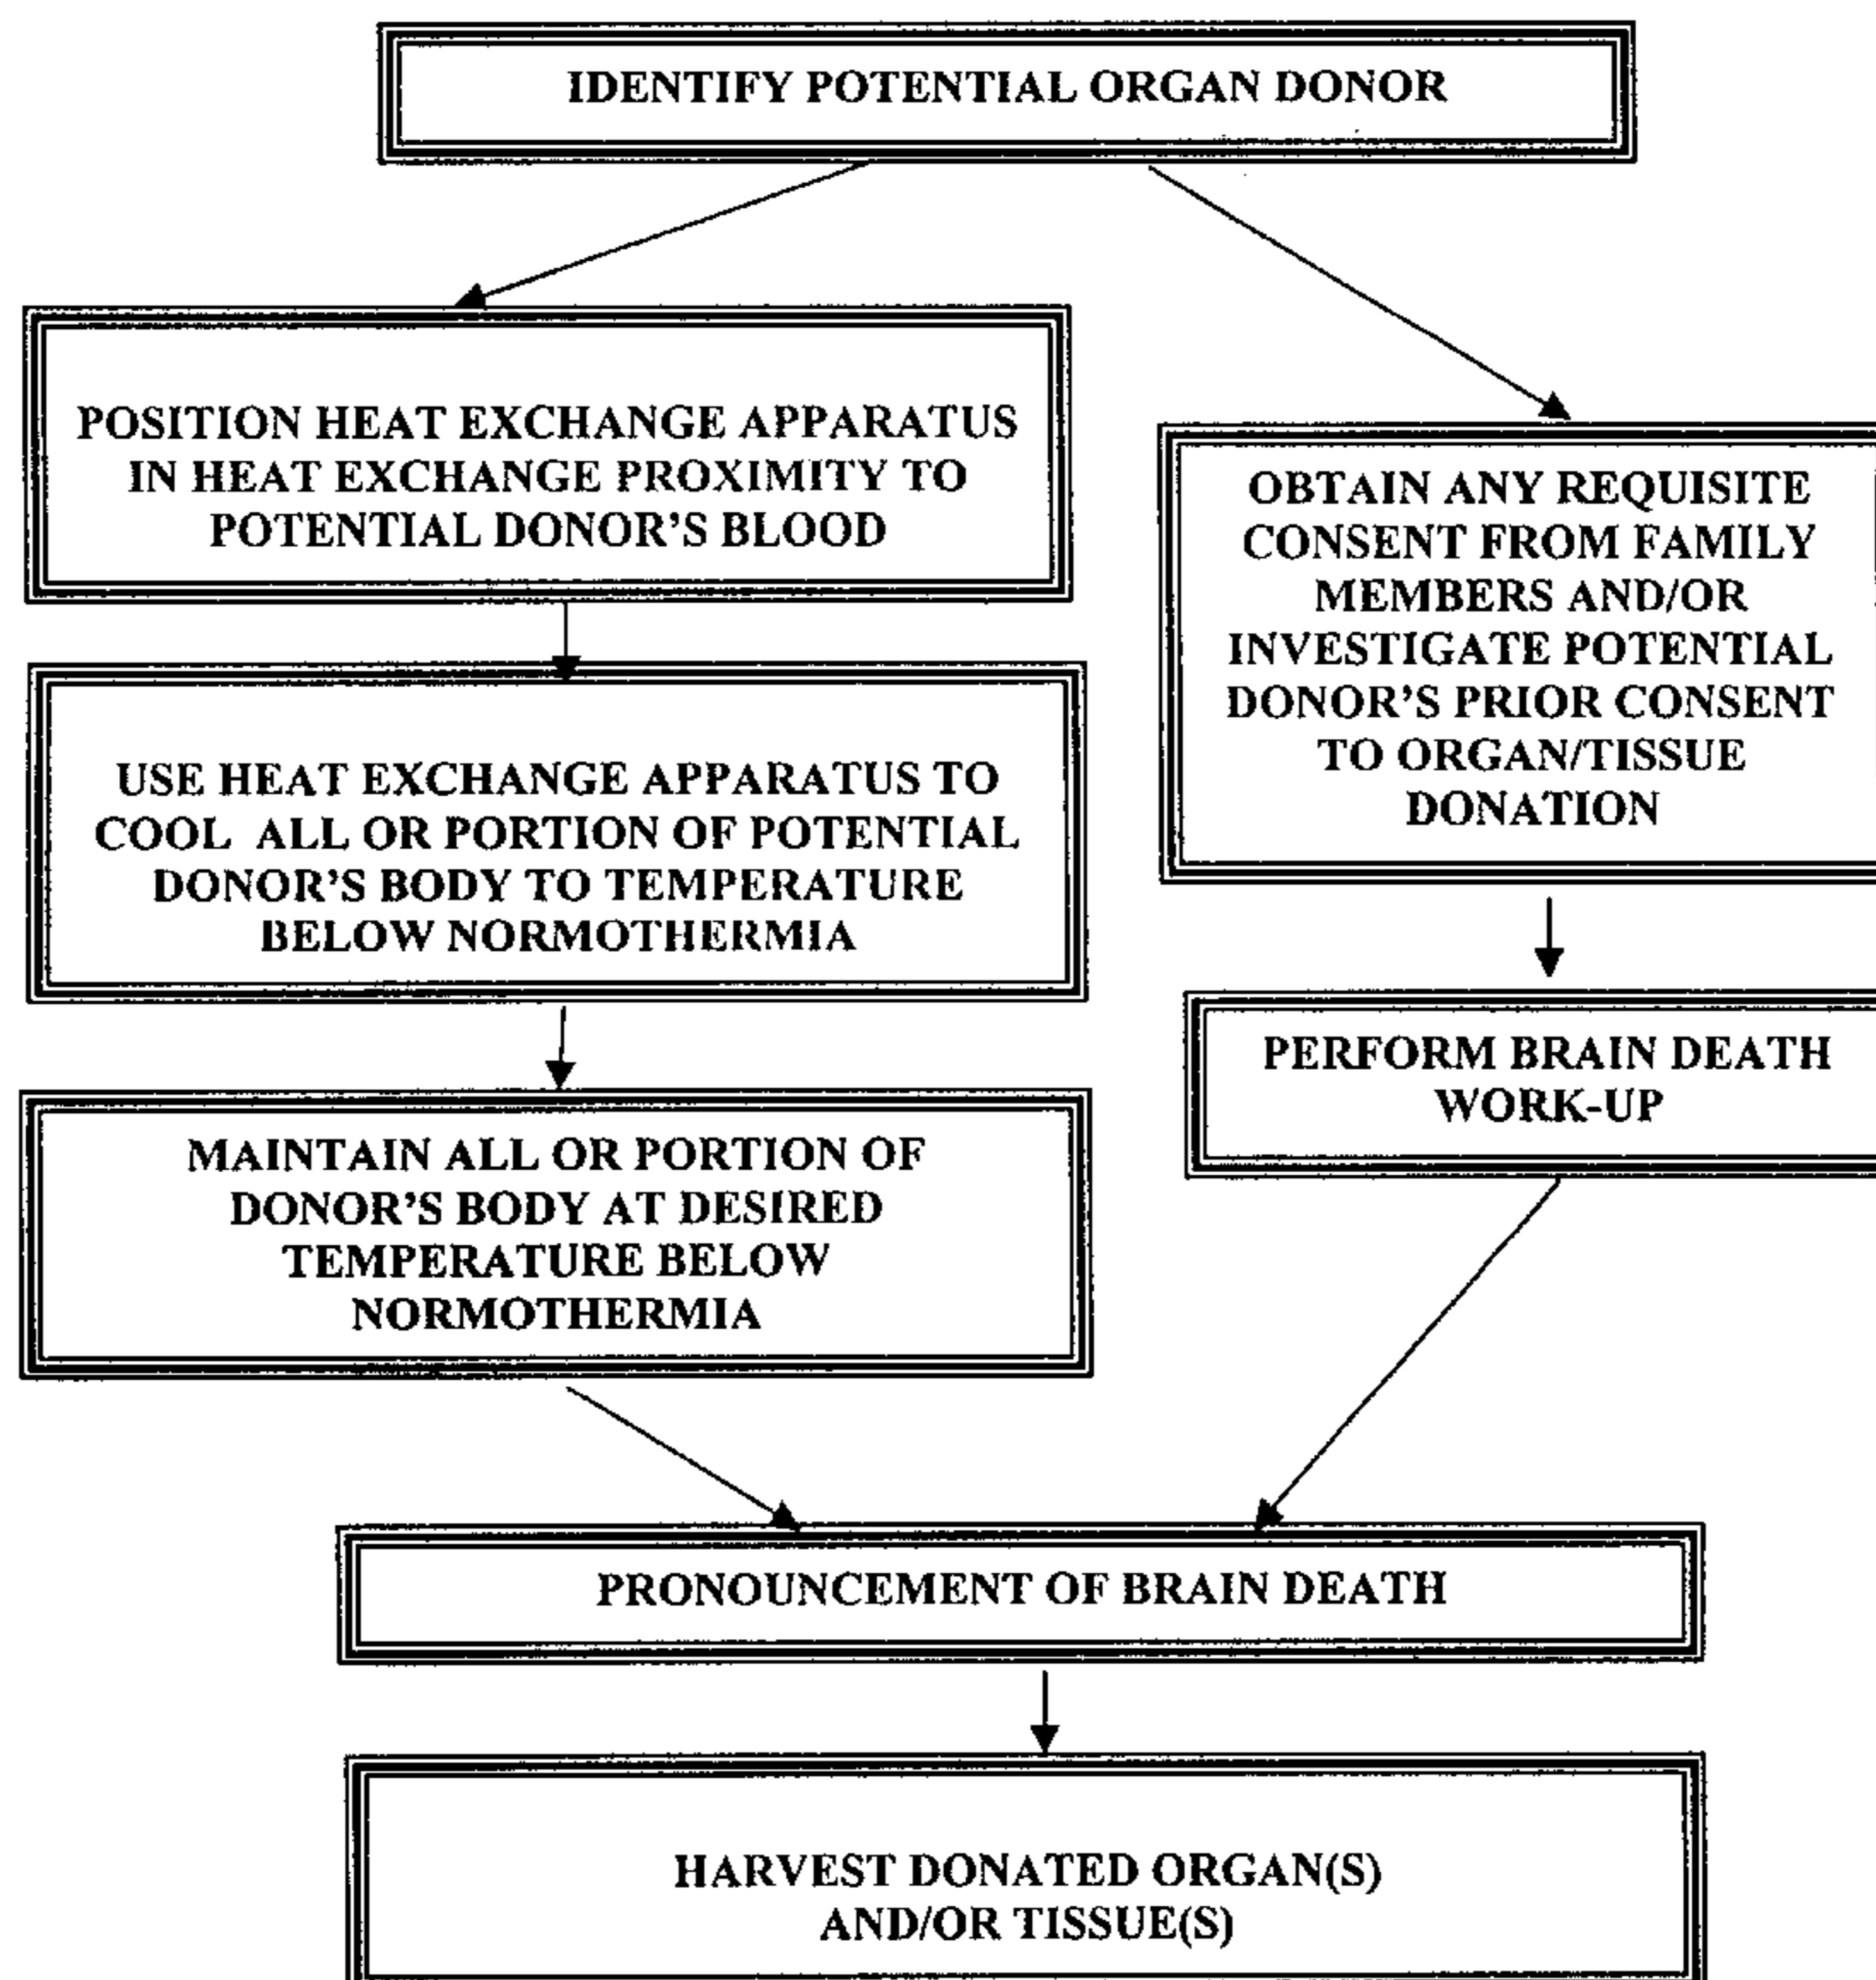 IDENTIFY POTENTIAL ORGAN DONOR
POSITION HEAT EXCHANGE APPARATUS
IN HEAT EXCHANGE PROXIMITY TO
POTENTIAL DONOR'S BLOOD
USE HEAT EXCHANGE APPARATUS TO
COOL ALL OR PORTION OF POTENTIAL
DONOR'S BODY TO TEMPERATURE
BELOW NORMOTHERMIA
MAINTAIN ALL OR PORTION OF
DONOR'S BODY AT DESIRED
TEMPERATURE BELOW
NORMOTHERMIA
OBTAIN ANY REQUISITE
CONSENT FROM FAMILY
MEMBERS AND/OR
INVESTIGATE POTENTIAL
DONOR'S PRIOR CONSENT
TO ORGAN/TISSUE
DONATION
PERFORM BRAIN DEATH
WORK-UP
PRONOUNCEMENT OF BRAIN DEATH
HARVEST DONATED ORGAN(S)
AND/OR TISSUE(S)